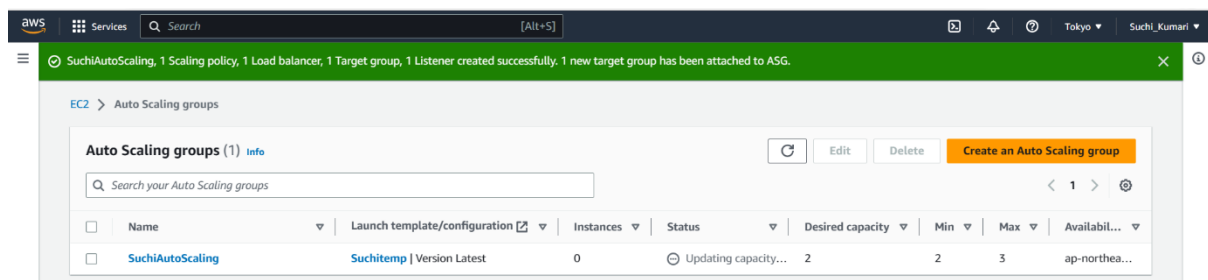 aws Services Search [Alt+S] Tokyo ▼ Suchi_Kumari ▼
SuchiAutoScaling, 1 Scaling policy, 1 Load balancer, 1 Target group, 1 Listener created successfully. 1 new target group has been attached to ASG.
EC2 > Auto Scaling groups
Auto Scaling groups (1) Info Edit Delete Create an Auto Scaling group
Search your Auto Scaling groups < 1 >
Name Launch template/configuration Instances Status Desired capacity Min Max Availabil...
SuchiAutoScaling Suchitemp | Version Latest 0 Updating capacity... 2 2 3 ap-northea...